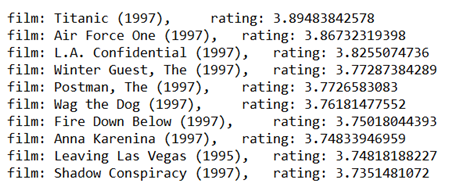 film: Titanic (1997),     rating: 3.89483842578
film: Air Force One (1997),   rating: 3.86732319398
film: L.A. Confidential (1997),   rating: 3.8255074736
film: Winter Guest, The (1997),   rating: 3.77287384289
film: Postman, The (1997),    rating: 3.7726583083
film: Wag the Dog (1997),     rating: 3.76181477552
film: Fire Down Below (1997),   rating: 3.75018044393
film: Anna Karenina (1997),   rating: 3.74833946959
film: Leaving Las Vegas (1995),   rating: 3.74818188227
film: Shadow Conspiracy (1997),   rating: 3.7351481072